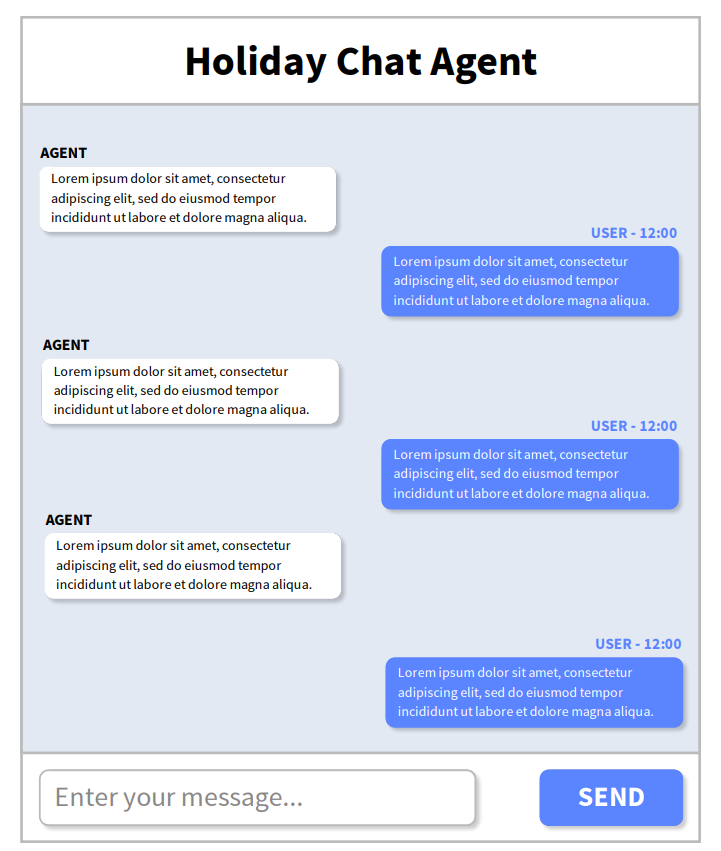 Holiday Chat Agent
AGENT
Lorem ipsum dolor sit amet, consectetur
adipiscing elit, sed do eiusmod tempor
incididunt ut labore et dolore magna aliqua.
USER - 12:00
Lorem ipsum dolor sit amet, consectetur
adipiscing elit, sed do eiusmod tempor
incididunt ut labore et dolore magna aliqua.
AGENT
Lorem ipsum dolor sit amet, consectetur
adipiscing elit, sed do eiusmod tempor
incididunt ut labore et dolore magna aliqua.
USER - 12:00
Lorem ipsum dolor sit amet, consectetur
adipiscing elit, sed do eiusmod tempor
incididunt ut labore et dolore magna aliqua.
AGENT
Lorem ipsum dolor sit amet, consectetur
adipiscing elit, sed do eiusmod tempor
incididunt ut labore et dolore magna aliqua.
USER - 12:00
Lorem ipsum dolor sit amet, consectetur
adipiscing elit, sed do eiusmod tempor
incididunt ut labore et dolore magna aliqua.
Enter your message...
SEND